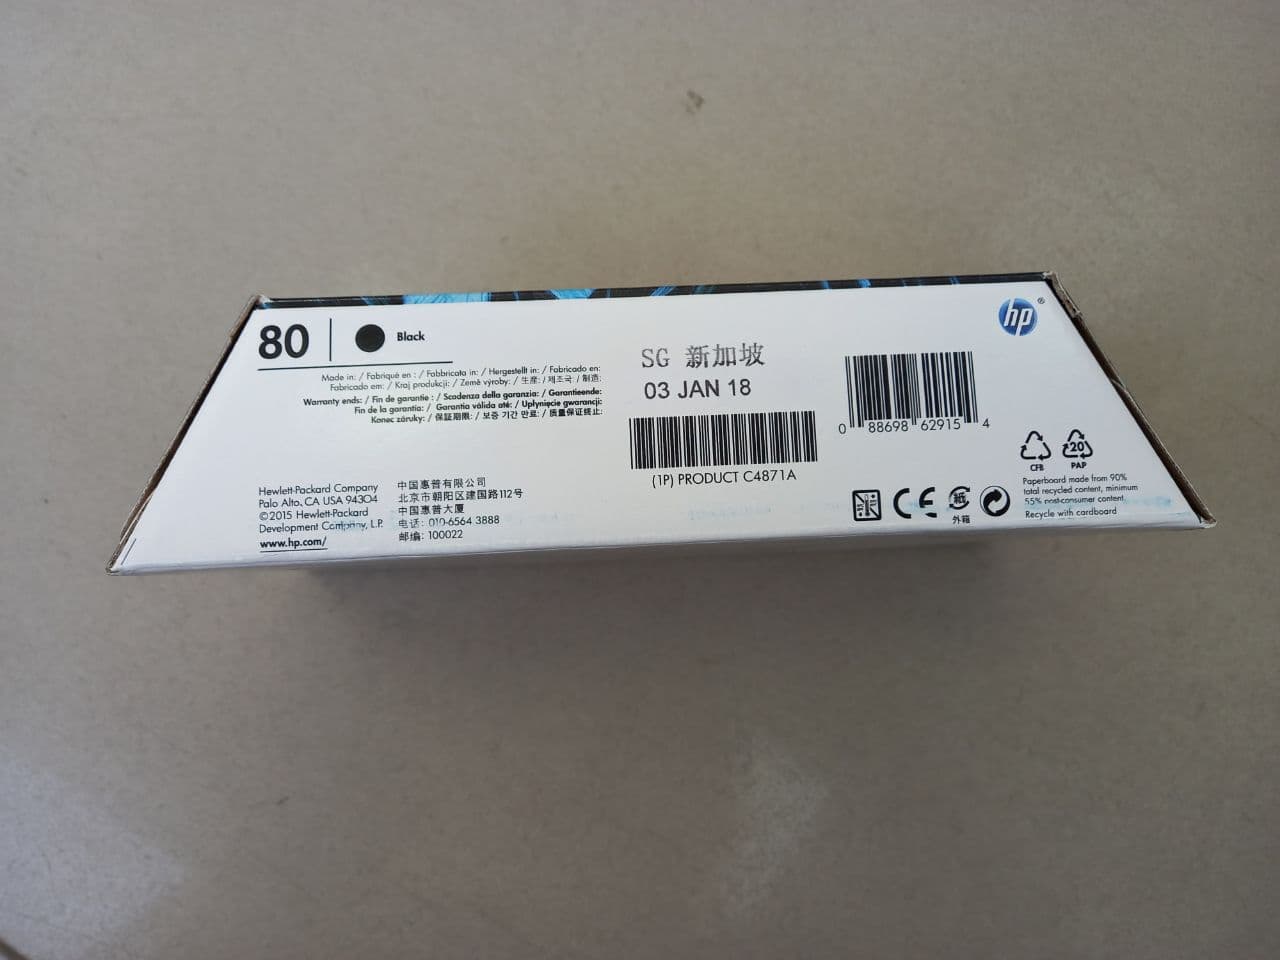 80
Black
Made in: / Fabriqué en : / Fabbricato in: / Hergestellt in: / Fabricado en:
Fabricado em: / Kraj produkcji: / Země výroby: / 生産: / 제조국: / 制造:
Warranty ends: / Fin de garantie : / Scadenza della garanzia: / Garantieende:
Fin de la garantía: / Garantia válida até: / Upłynięcie gwarancji:
Konec záruky: / 保証期限: / 보증 기간 만료: / 质量保证终止:
SG 新加坡
03 JAN 18
(1P) PRODUCT C4871A
hp®
0 88698 62915 4
Hewlett-Packard Company
Palo Alto, CA USA 94304
©2015 Hewlett-Packard
Development Company, L.P.
www.hp.com/
中国惠普有限公司
北京市朝阳区建国路112号
中国惠普大厦
电话: 010-6564 3888
邮编: 100022
CE
紙
外箱
CFB
20
PAP
Paperboard made from 90%
total recycled content, minimum
55% post-consumer content.
Recycle with cardboard